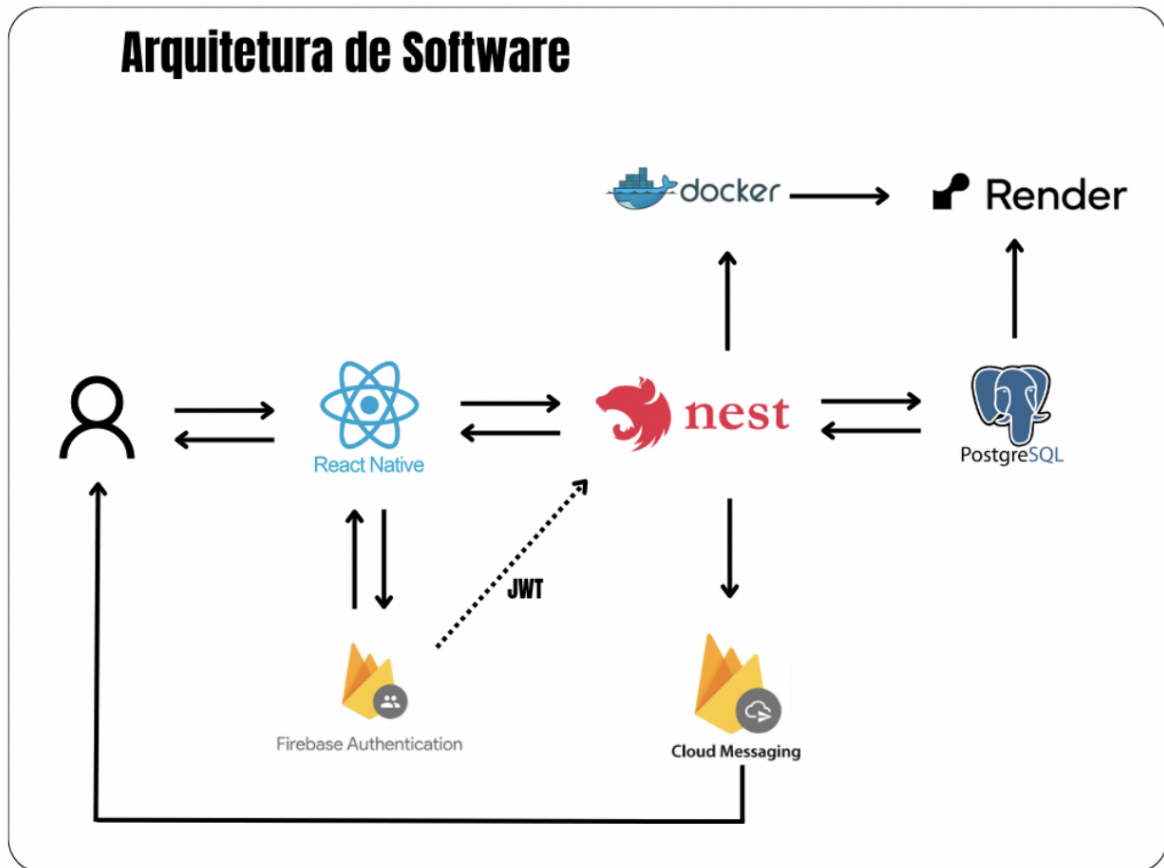 Arquitetura de Software
docker
Render
React Native
nest
PostgreSQL
JWT
Firebase Authentication
Cloud Messaging